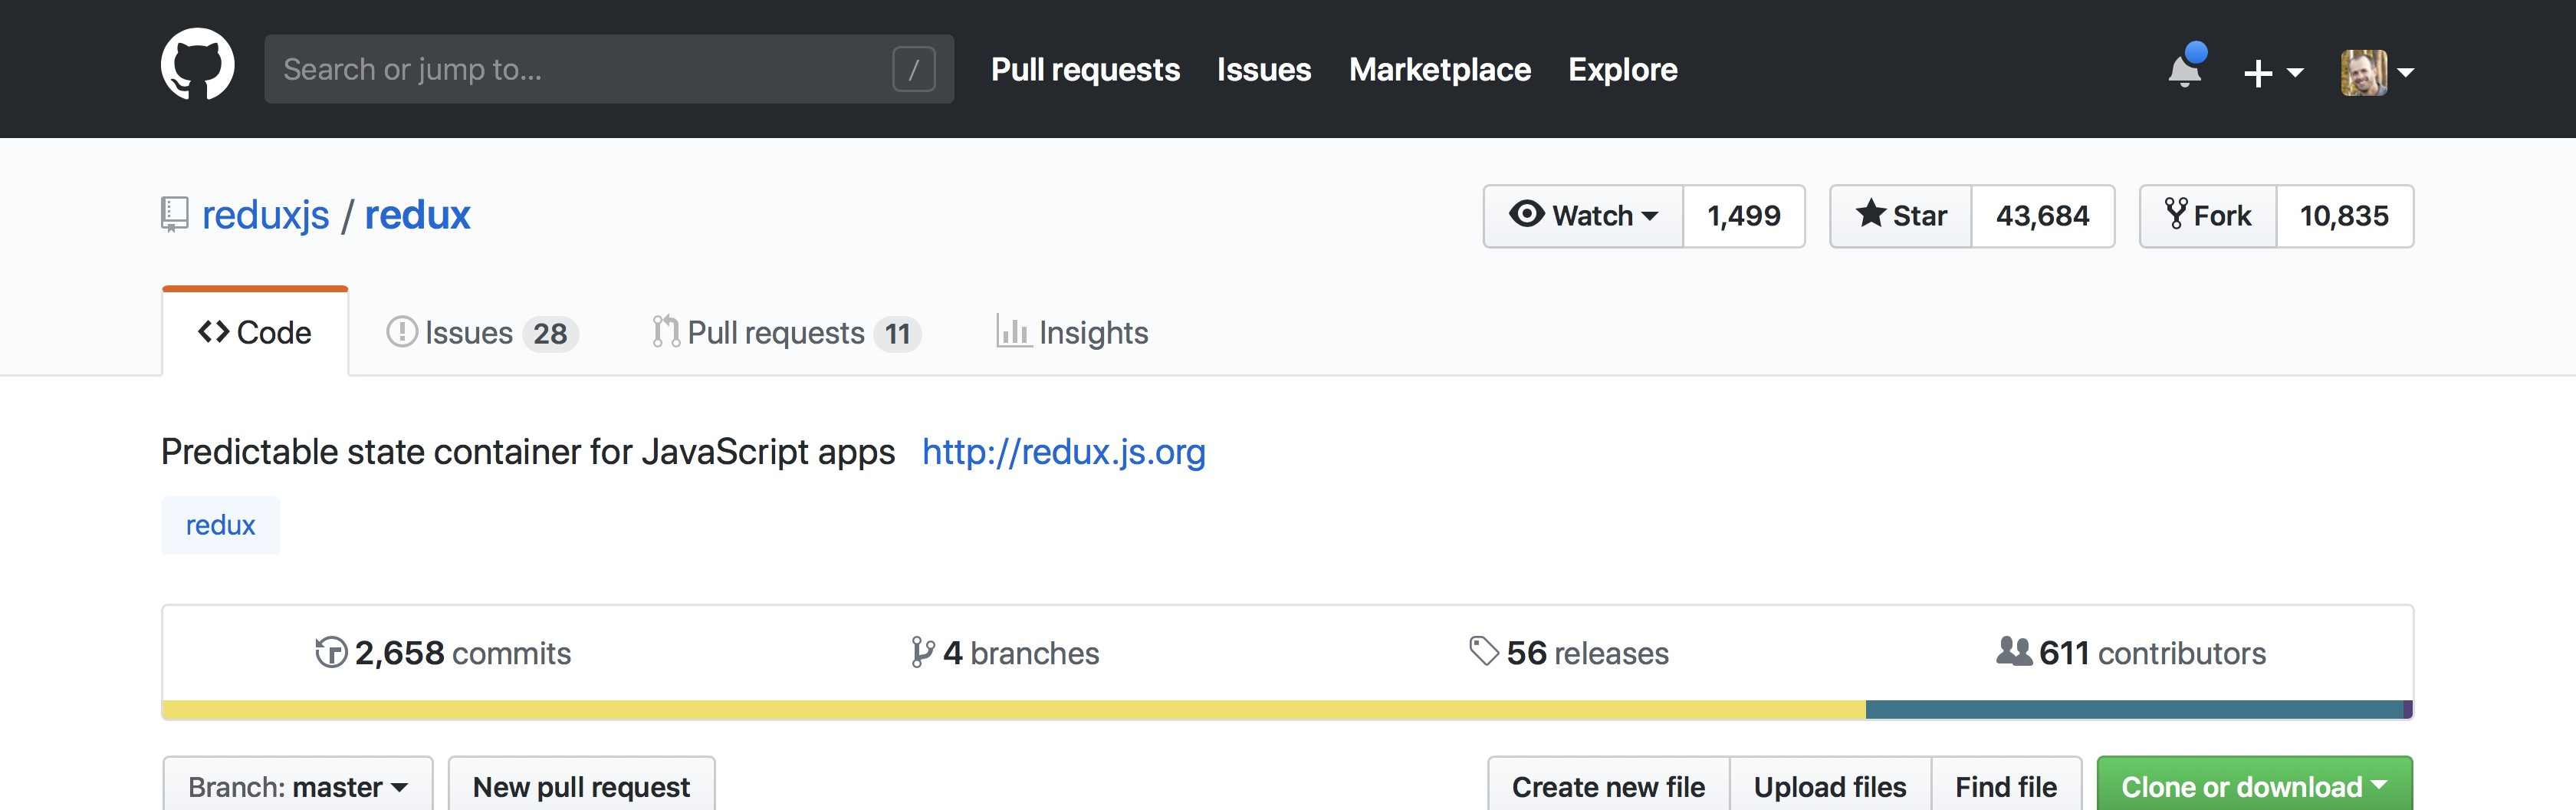 Search or jump to... / Pull requests Issues Marketplace Explore
reduxjs / redux Watch 1,499 Star 43,684 Fork 10,835
Code Issues 28 Pull requests 11 Insights
Predictable state container for JavaScript apps http://redux.js.org
redux
2,658 commits 4 branches 56 releases 611 contributors
Branch: master New pull request Create new file Upload files Find file Clone or download